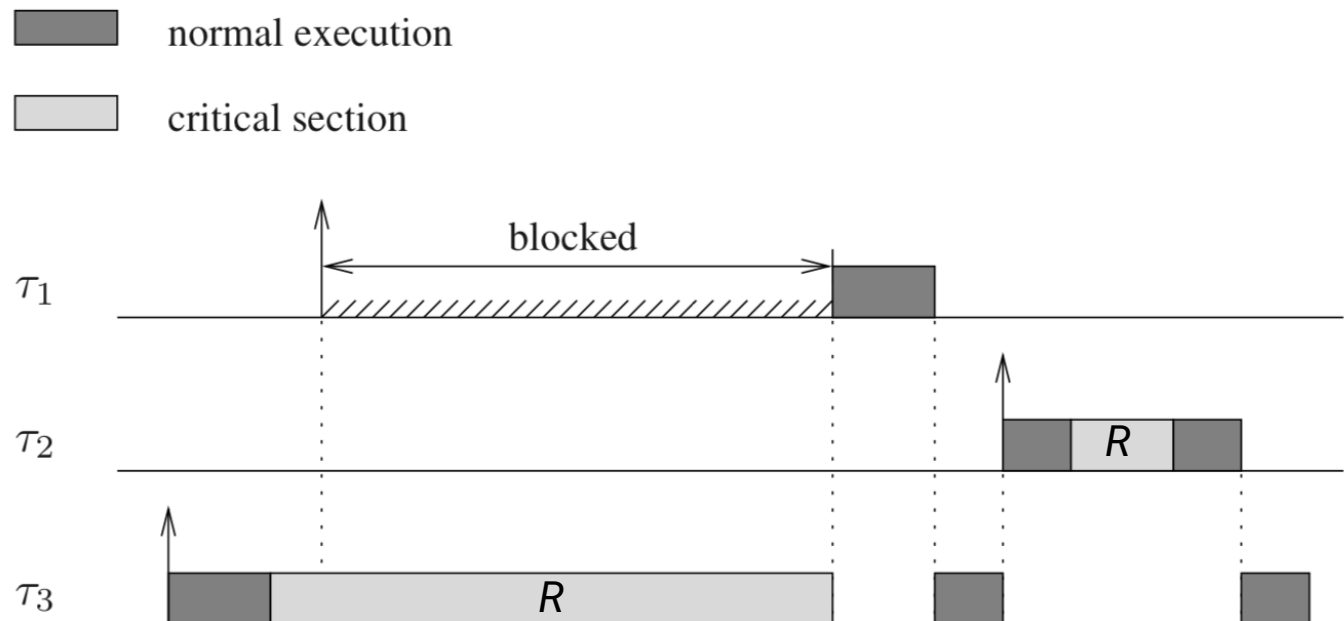 normal execution
critical section
blocked
τ1
τ2
R
τ3
R